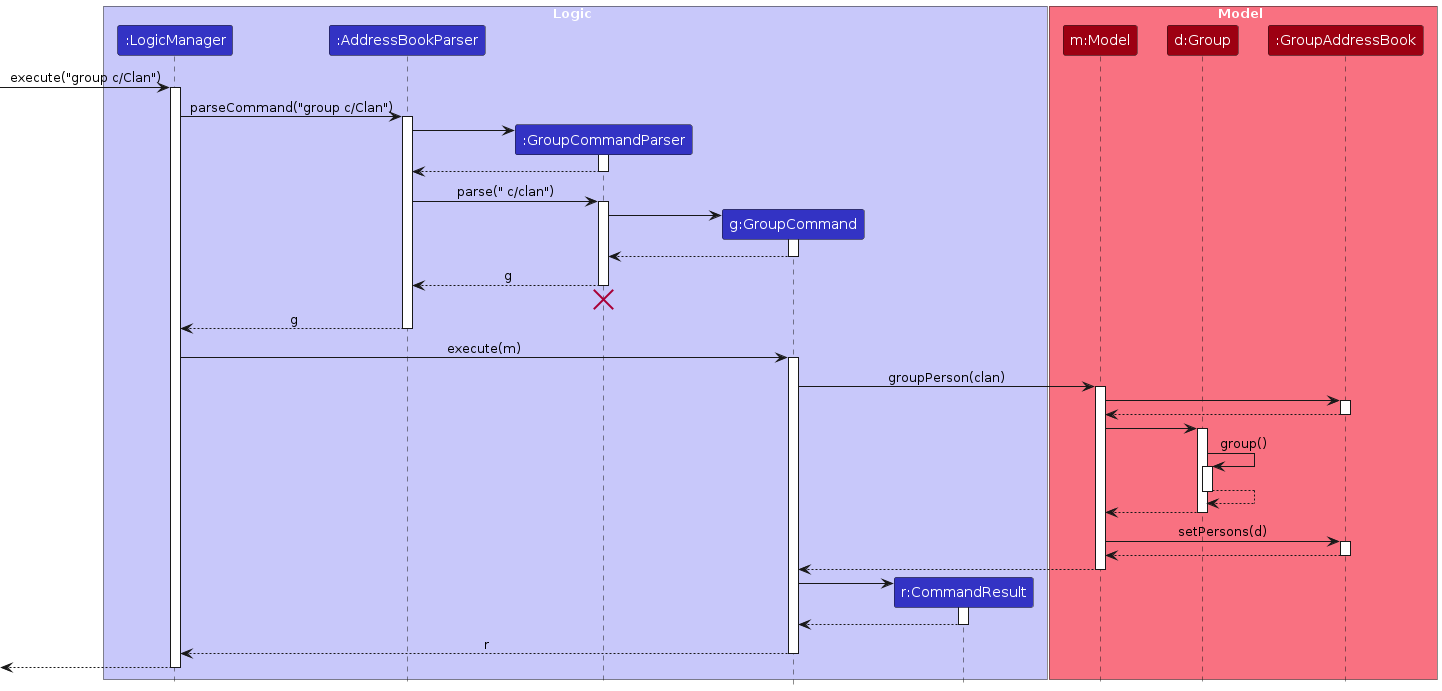 Logic
Model
:LogicManager
:AddressBookParser
m:Model
d:Group
:GroupAddressBook
execute("group c/Clan")
parseCommand("group c/Clan")
:GroupCommandParser
parse(" c/clan")
g:GroupCommand
g
g
execute(m)
groupPerson(clan)
group()
setPersons(d)
r:CommandResult
r